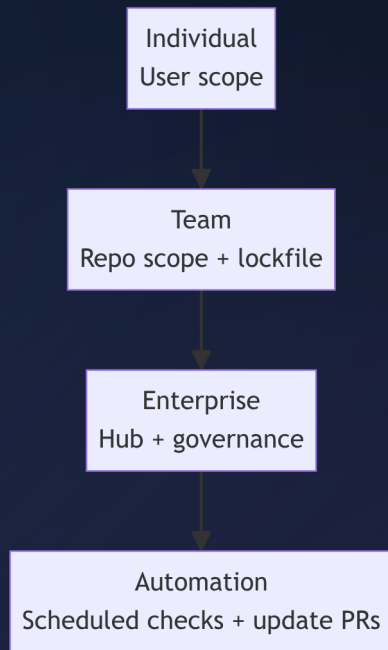 Individual
User scope
Team
Repo scope + lockfile
Enterprise
Hub + governance
Automation
Scheduled checks + update PRs